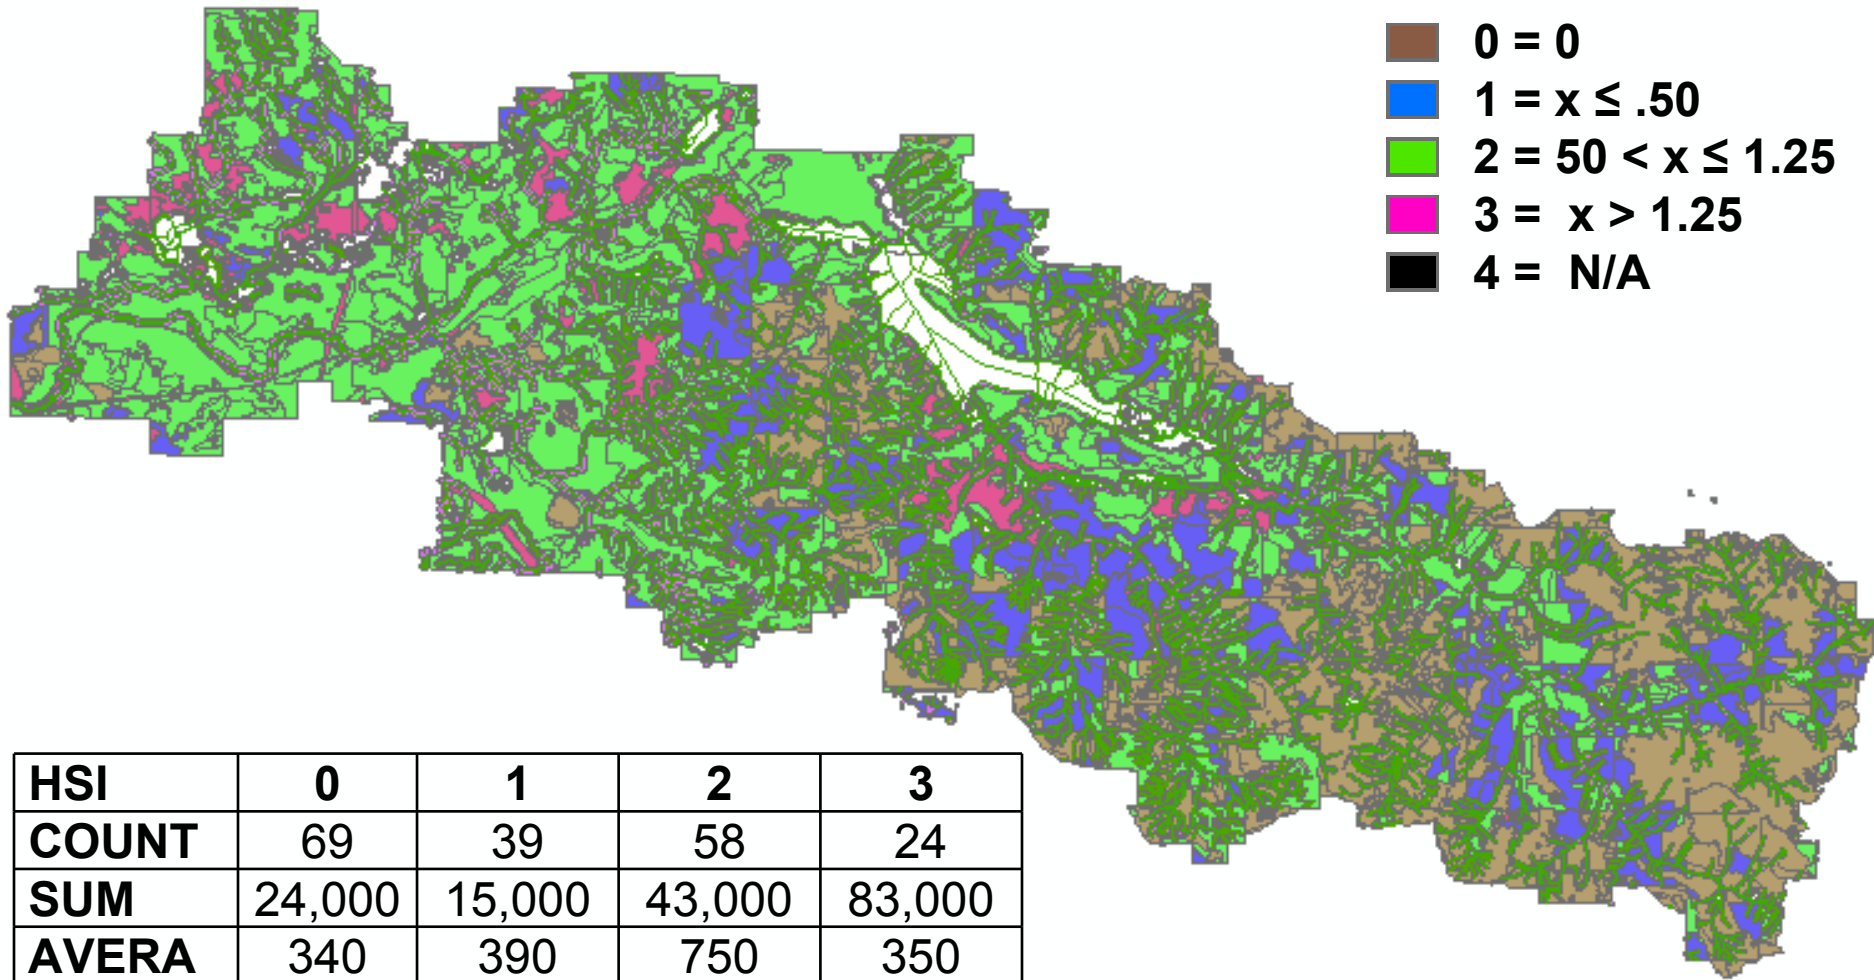 0 = 0
1 = x ≤ .50
2 = 50 < x ≤ 1.25
3 = x > 1.25
4 = N/A
HSI 0 1 2 3
COUNT 69 39 58 24
SUM 24,000 15,000 43,000 83,000
AVERA 340 390 750 350